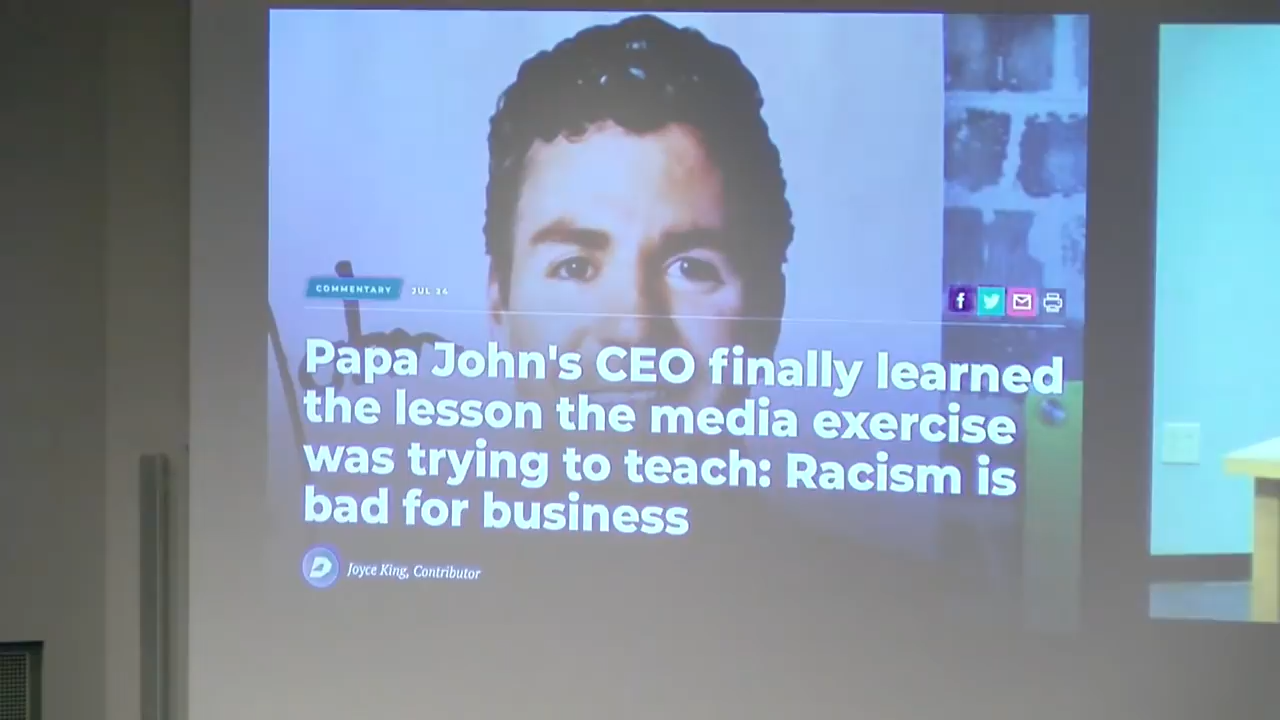 COMMENTARY JUL 24
Papa John's CEO finally learned
the lesson the media exercise
was trying to teach: Racism is
bad for business
Joyce King, Contributor